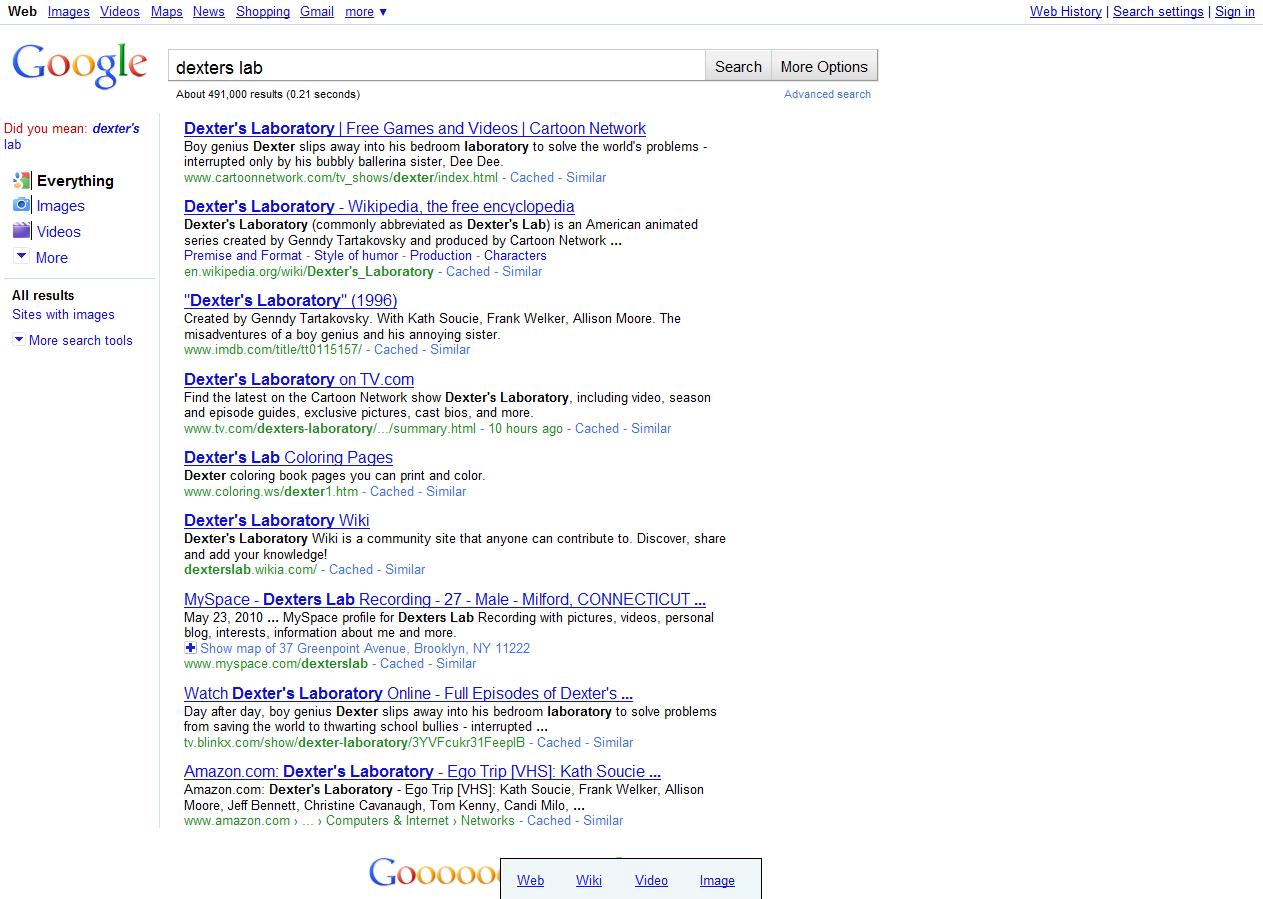 Web Images Videos Maps News Shopping Gmail more ▼
Web History | Search settings | Sign in
Google
dexters lab
Search
More Options
About 491,000 results (0.21 seconds)
Advanced search
Did you mean: dexter's
lab
Everything
Images
Videos
More
All results
Sites with images
More search tools
Dexter's Laboratory | Free Games and Videos | Cartoon Network
Boy genius Dexter slips away into his bedroom laboratory to solve the world's problems -
interrupted only by his bubbly ballerina sister, Dee Dee.
www.cartoonnetwork.com/tv_shows/dexter/index.html - Cached - Similar
Dexter's Laboratory - Wikipedia, the free encyclopedia
Dexter's Laboratory (commonly abbreviated as Dexter's Lab) is an American animated
series created by Genndy Tartakovsky and produced by Cartoon Network ...
Premise and Format - Style of humor - Production - Characters
en.wikipedia.org/wiki/Dexter's_Laboratory - Cached - Similar
"Dexter's Laboratory" (1996)
Created by Genndy Tartakovsky. With Kath Soucie, Frank Welker, Allison Moore. The
misadventures of a boy genius and his annoying sister.
www.imdb.com/title/tt0115157/ - Cached - Similar
Dexter's Laboratory on TV.com
Find the latest on the Cartoon Network show Dexter's Laboratory, including video, season
and episode guides, exclusive pictures, cast bios, and more.
www.tv.com/dexters-laboratory/.../summary.html - 10 hours ago - Cached - Similar
Dexter's Lab Coloring Pages
Dexter coloring book pages you can print and color.
www.coloring.ws/dexter1.htm - Cached - Similar
Dexter's Laboratory Wiki
Dexter's Laboratory Wiki is a community site that anyone can contribute to. Discover, share
and add your knowledge!
dexterslab.wikia.com/ - Cached - Similar
MySpace - Dexters Lab Recording - 27 - Male - Milford, CONNECTICUT ...
May 23, 2010 ... MySpace profile for Dexters Lab Recording with pictures, videos, personal
blog, interests, information about me and more.
Show map of 37 Greenpoint Avenue, Brooklyn, NY 11222
www.myspace.com/dexterslab - Cached - Similar
Watch Dexter's Laboratory Online - Full Episodes of Dexter's ...
Day after day, boy genius Dexter slips away into his bedroom laboratory to solve problems
from saving the world to thwarting school bullies - interrupted ...
tv.blinkx.com/show/dexter-laboratory/3YVFcukr31FeeplB - Cached - Similar
Amazon.com: Dexter's Laboratory - Ego Trip [VHS]: Kath Soucie ...
Amazon.com: Dexter's Laboratory - Ego Trip [VHS]: Kath Soucie, Frank Welker, Allison
Moore, Jeff Bennett, Christine Cavanaugh, Tom Kenny, Candi Milo, ...
www.amazon.com › ... › Computers & Internet › Networks - Cached - Similar
Gooooo
Web Wiki Video Image